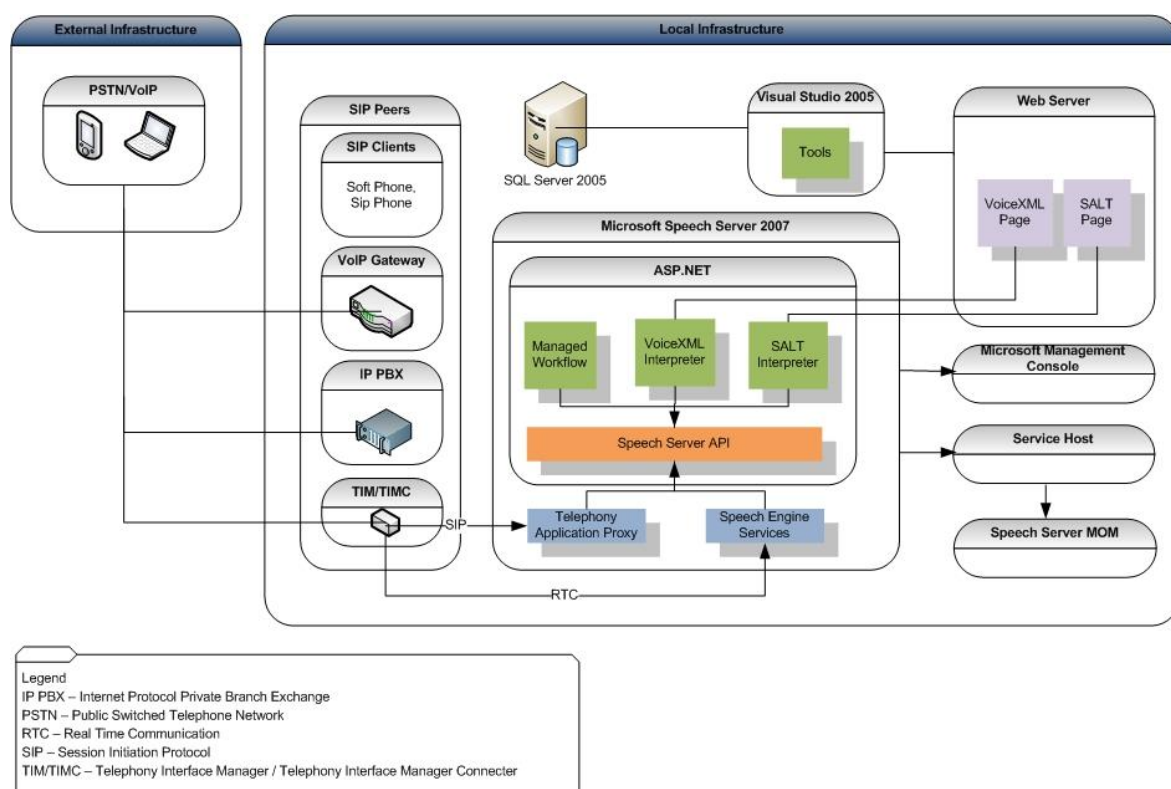 External Infrastructure
PSTN/VoIP
Local Infrastructure
SIP Peers
SIP Clients
Soft Phone,
Sip Phone
VoIP Gateway
IP PBX
TIM/TIMC
SIP
RTC
SQL Server 2005
Visual Studio 2005
Tools
Web Server
VoiceXML
Page
SALT
Page
Microsoft Speech Server 2007
ASP.NET
Managed
Workflow
VoiceXML
Interpreter
SALT
Interpreter
Speech Server API
Telephony
Application Proxy
Speech Engine
Services
Microsoft Management
Console
Service Host
Speech Server MOM
Legend
IP PBX – Internet Protocol Private Branch Exchange
PSTN – Public Switched Telephone Network
RTC – Real Time Communication
SIP – Session Initiation Protocol
TIM/TIMC – Telephony Interface Manager / Telephony Interface Manager Connecter